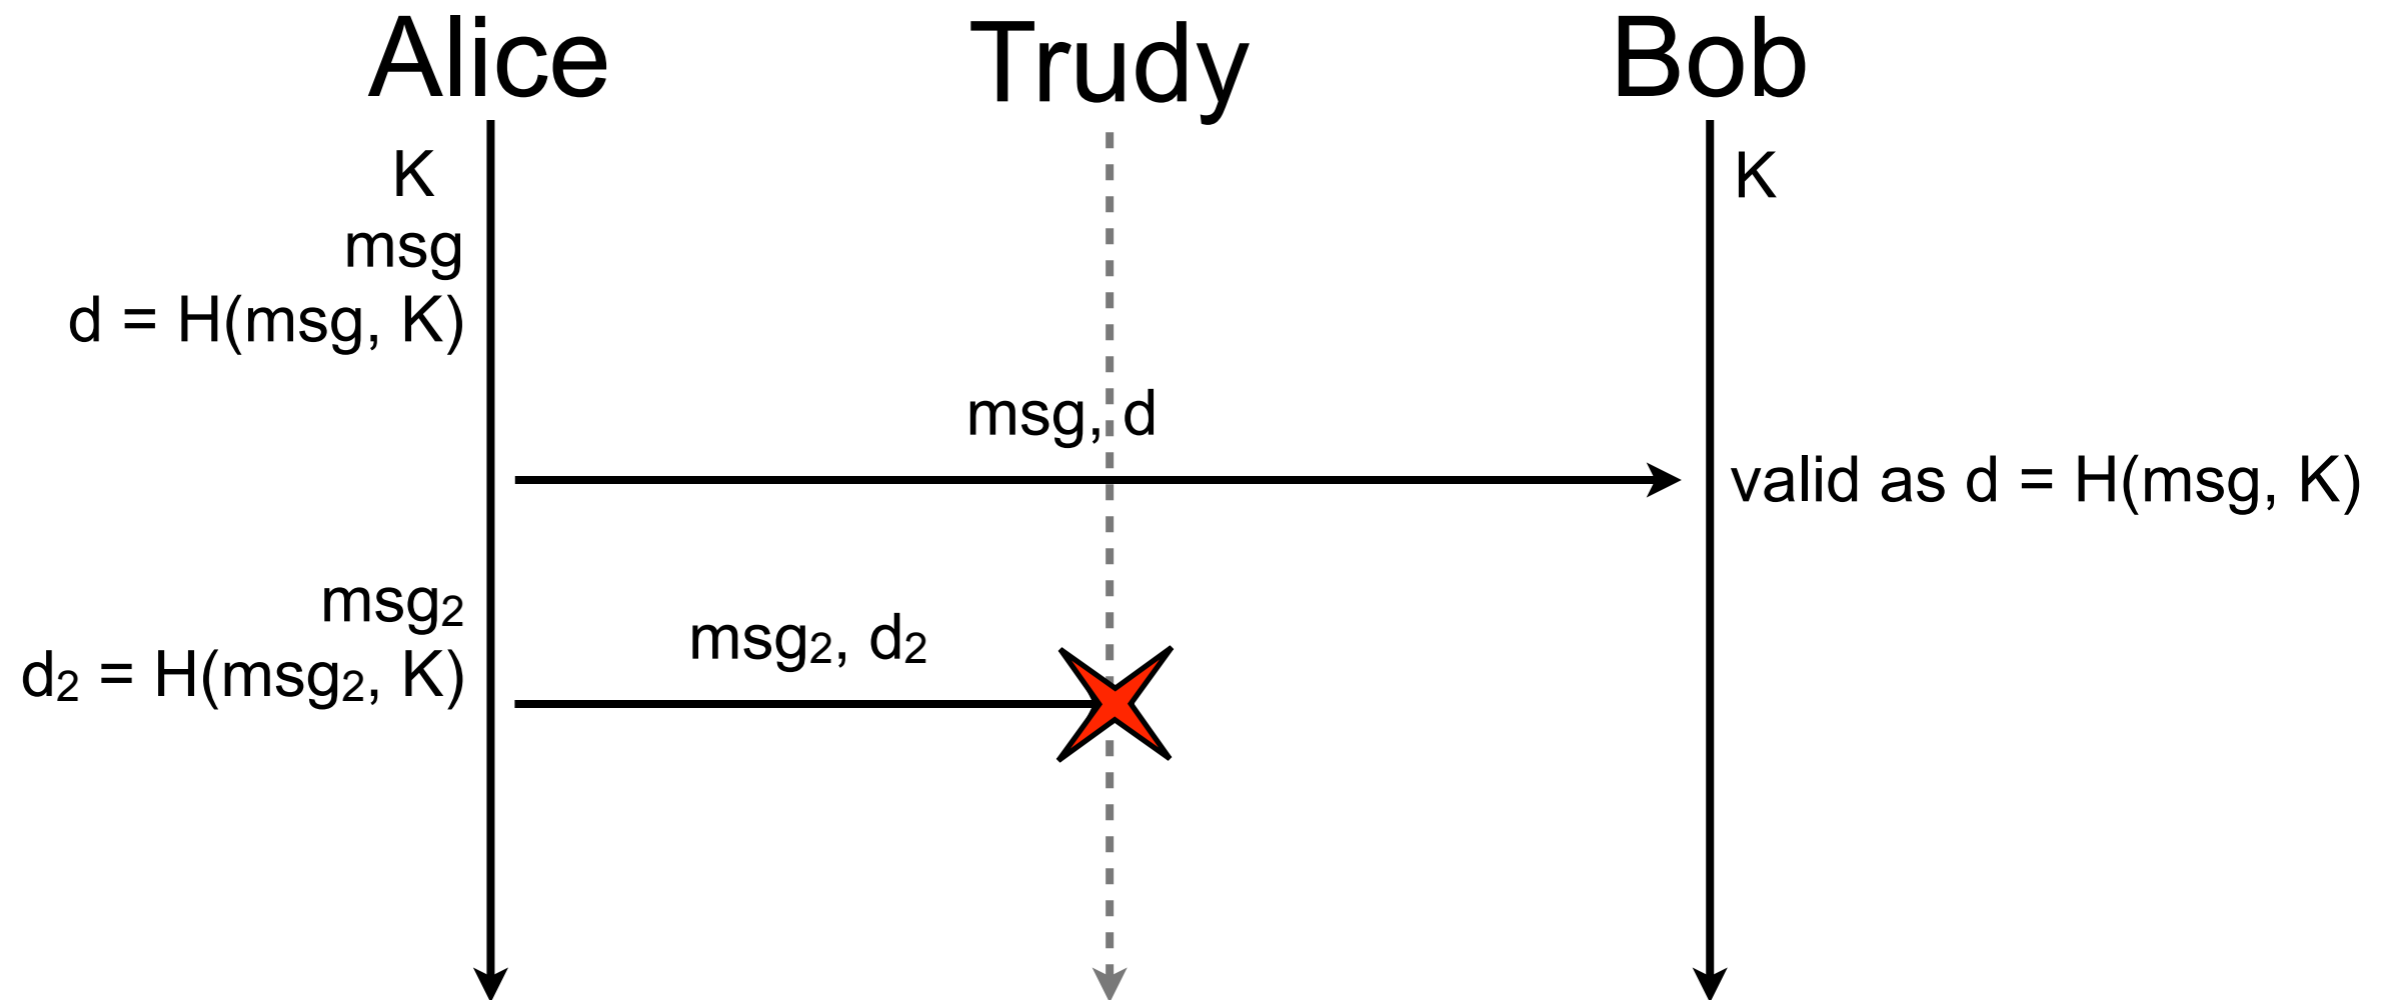 Alice
Trudy
Bob
K
K
msg
d = H(msg, K)
msg, d
valid as d = H(msg, K)
msg₂
msg₂, d₂
d₂ = H(msg₂, K)